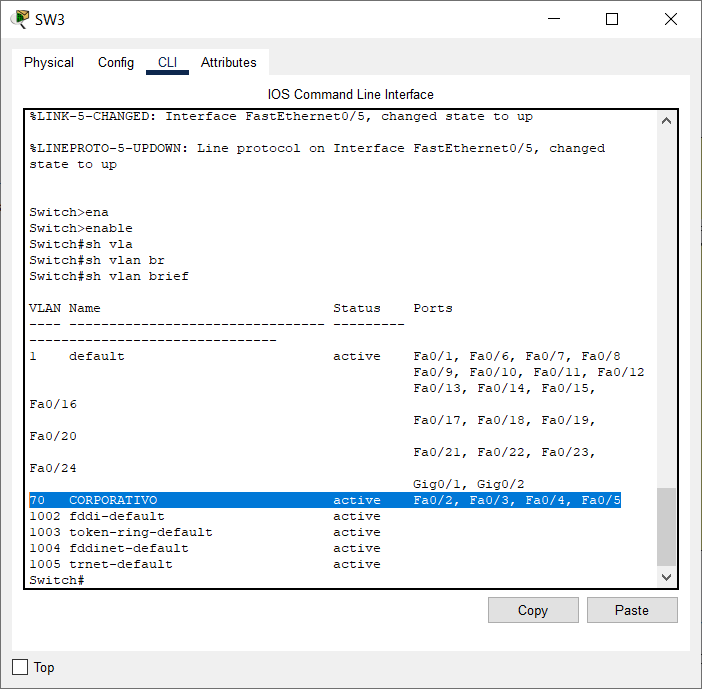 SW3
Physical Config CLI Attributes
IOS Command Line Interface
%LINK-5-CHANGED: Interface FastEthernet0/5, changed state to up
%LINEPROTO-5-UPDOWN: Line protocol on Interface FastEthernet0/5, changed
state to up
Switch>ena
Switch>enable
Switch#sh vla
Switch#sh vlan br
Switch#sh vlan brief
VLAN Name                             Status    Ports
---- -------------------------------- ---------
-------------------------------
1    default                          active    Fa0/1, Fa0/6, Fa0/7, Fa0/8
                                                Fa0/9, Fa0/10, Fa0/11, Fa0/12
                                                Fa0/13, Fa0/14, Fa0/15,
Fa0/16
                                                Fa0/17, Fa0/18, Fa0/19,
Fa0/20
                                                Fa0/21, Fa0/22, Fa0/23,
Fa0/24
                                                Gig0/1, Gig0/2
70   CORPORATIVO                      active    Fa0/2, Fa0/3, Fa0/4, Fa0/5
1002 fddi-default                     active
1003 token-ring-default               active
1004 fddinet-default                  active
1005 trnet-default                    active
Switch#
Copy Paste
Top